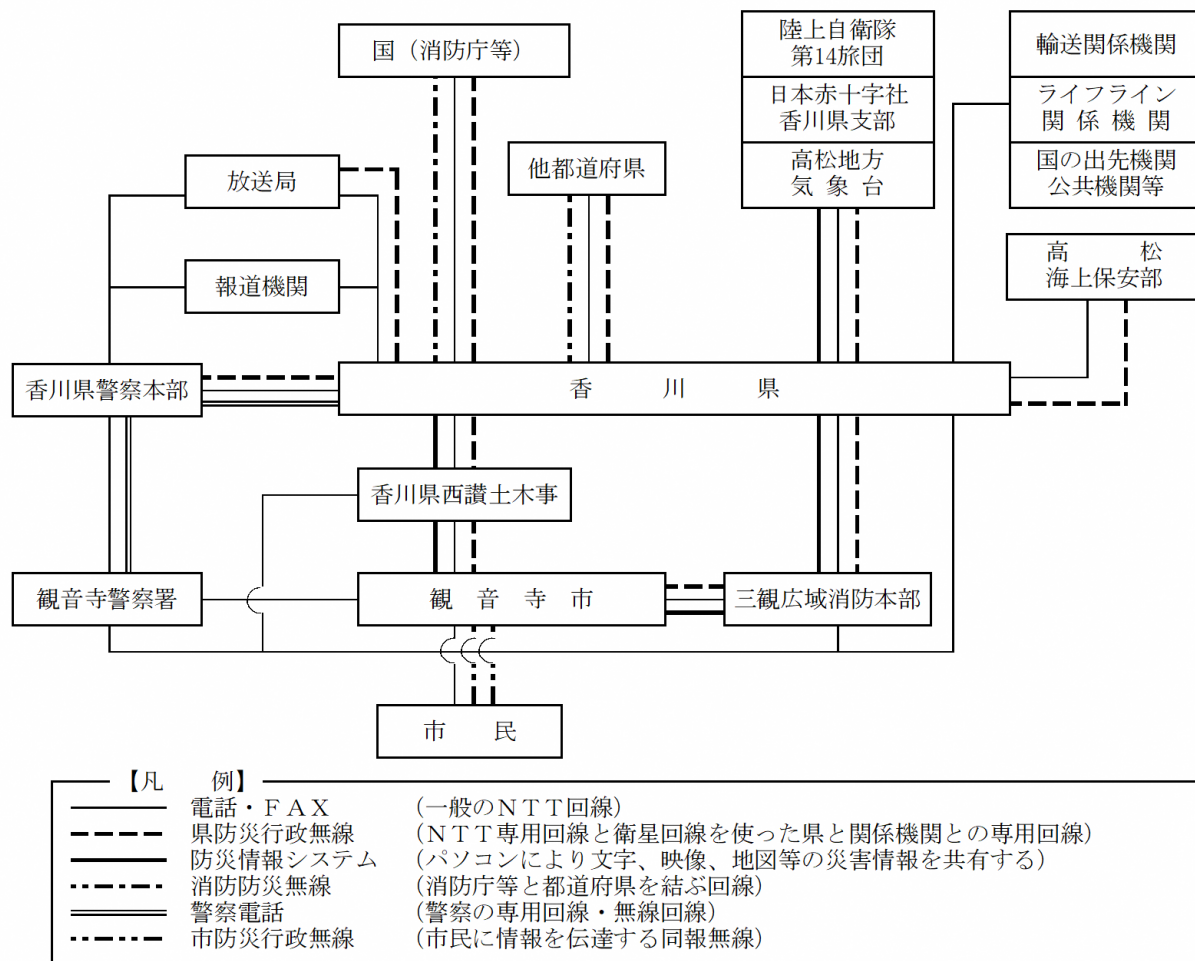 国（消防庁等）
陸上自衛隊
第14旅団
日本赤十字社
香川県支部
高松地方
気象台
輸送関係機関
ライフライン
関係機関
国の出先機関
公共機関等
放送局
他都道府県
報道機関
高松
海上保安部
香川県警察本部
香川県
香川県西讃土木事
観音寺警察署
観音寺市
三観広域消防本部
市民
【凡例】
電話・ＦＡＸ （一般のＮＴＴ回線）
県防災行政無線 （ＮＴＴ専用回線と衛星回線を使った県と関係機関との専用回線）
防災情報システム （パソコンにより文字、映像、地図等の災害情報を共有する）
消防防災無線 （消防庁等と都道府県を結ぶ回線）
警察電話 （警察の専用回線・無線回線）
市防災行政無線 （市民に情報を伝達する同報無線）